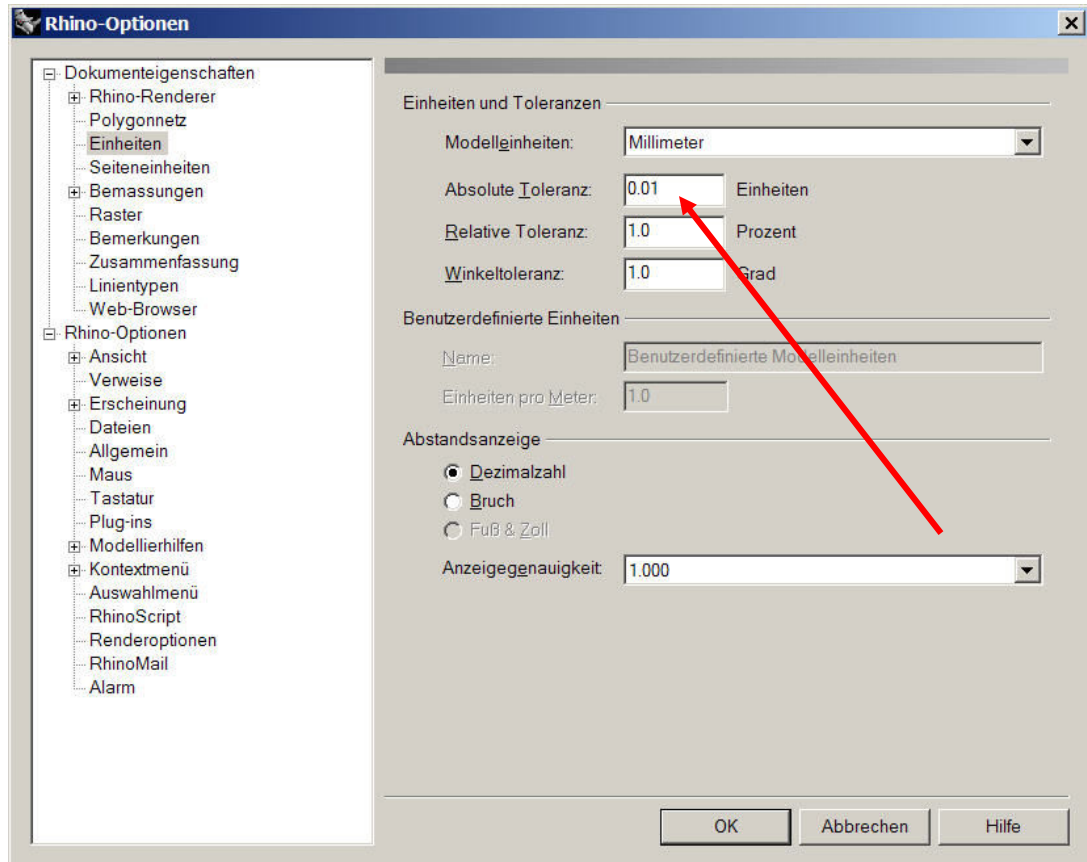 Rhino-Optionen
Dokumenteigenschaften
Rhino-Renderer
Polygonnetz
Einheiten
Seiteneinheiten
Bemassungen
Raster
Bemerkungen
Zusammenfassung
Linientypen
Web-Browser
Rhino-Optionen
Ansicht
Verweise
Erscheinung
Dateien
Allgemein
Maus
Tastatur
Plug-ins
Modellierhilfen
Kontextmenü
Auswahlmenü
RhinoScript
Renderoptionen
RhinoMail
Alarm
Einheiten und Toleranzen
Modelleinheiten: Millimeter
Absolute Toleranz: 0.01 Einheiten
Relative Toleranz: 1.0 Prozent
Winkeltoleranz: 1.0 Grad
Benutzerdefinierte Einheiten
Name: Benutzerdefinierte Modelleinheiten
Einheiten pro Meter: 1.0
Abstandsanzeige
Dezimalzahl
Bruch
Fuß & Zoll
Anzeigegenauigkeit: 1.000
OK Abbrechen Hilfe